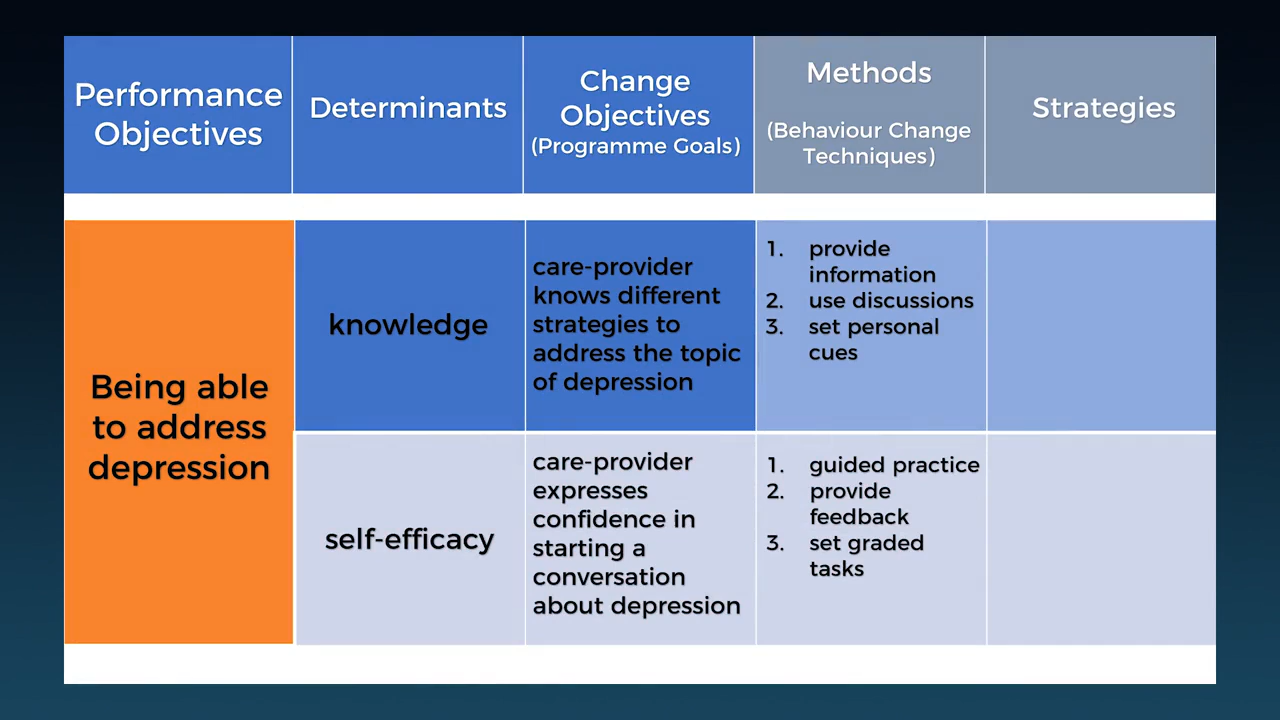 Performance
Objectives
Determinants
Change
Objectives
(Programme Goals)
Methods
(Behaviour Change
Techniques)
Strategies
Being able
to address
depression
knowledge
care-provider
knows different
strategies to
address the topic
of depression
1. provide
information
2. use discussions
3. set personal
cues
self-efficacy
care-provider
expresses
confidence in
starting a
conversation
about depression
1. guided practice
2. provide
feedback
3. set graded
tasks